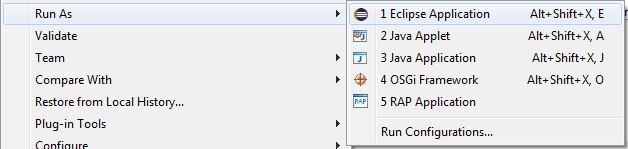 Run As
Validate
Team
Compare With
Restore from Local History...
Plug-in Tools
Configure
1 Eclipse Application Alt+Shift+X, E
2 Java Applet Alt+Shift+X, A
3 Java Application Alt+Shift+X, J
4 OSGi Framework Alt+Shift+X, O
5 RAP Application
Run Configurations...